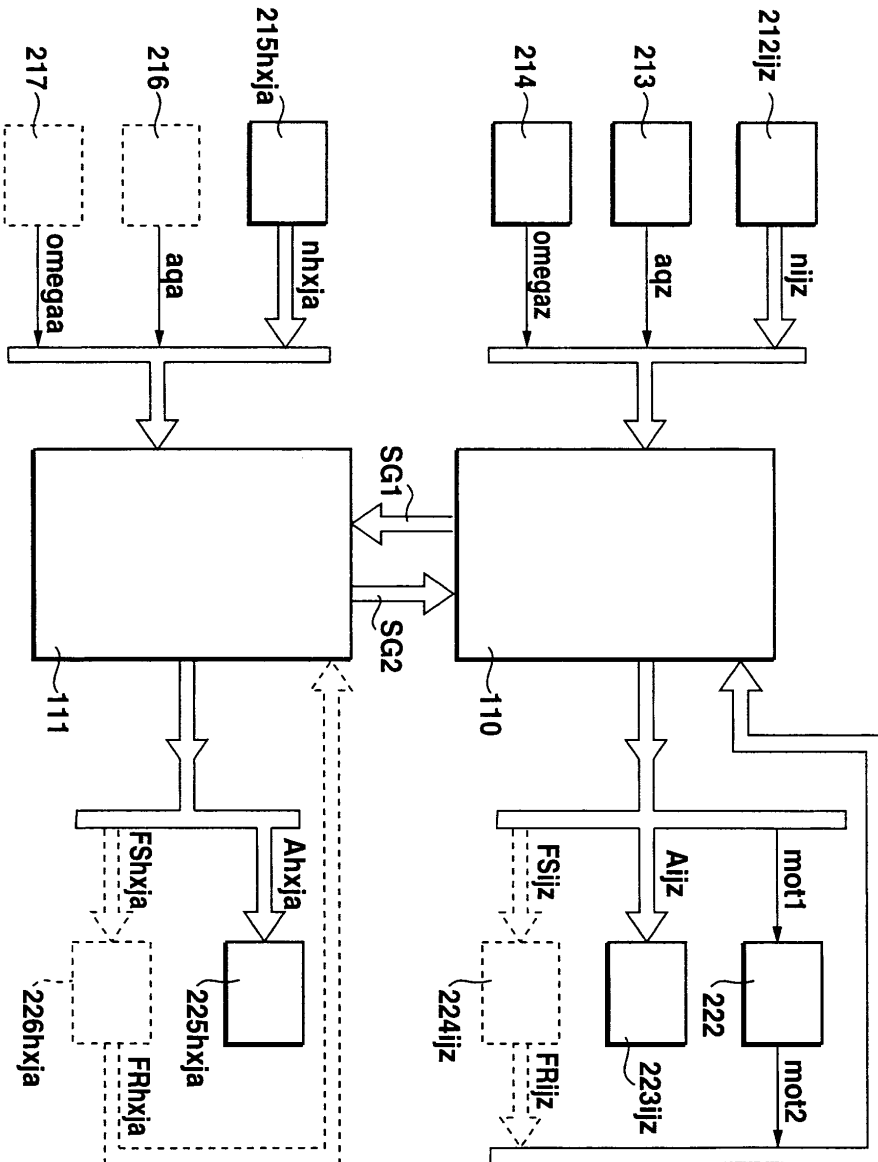 212ijz
213
214
215hxja
216
217
nijz
aqz
omegaz
nhxja
aqa
omegaa
SG1
SG2
110
111
mot1
Aijz
FSijz
Ahxja
FShxja
222
223ijz
224ijz
225hxja
226hxja
mot2
FRijz
FRhxja